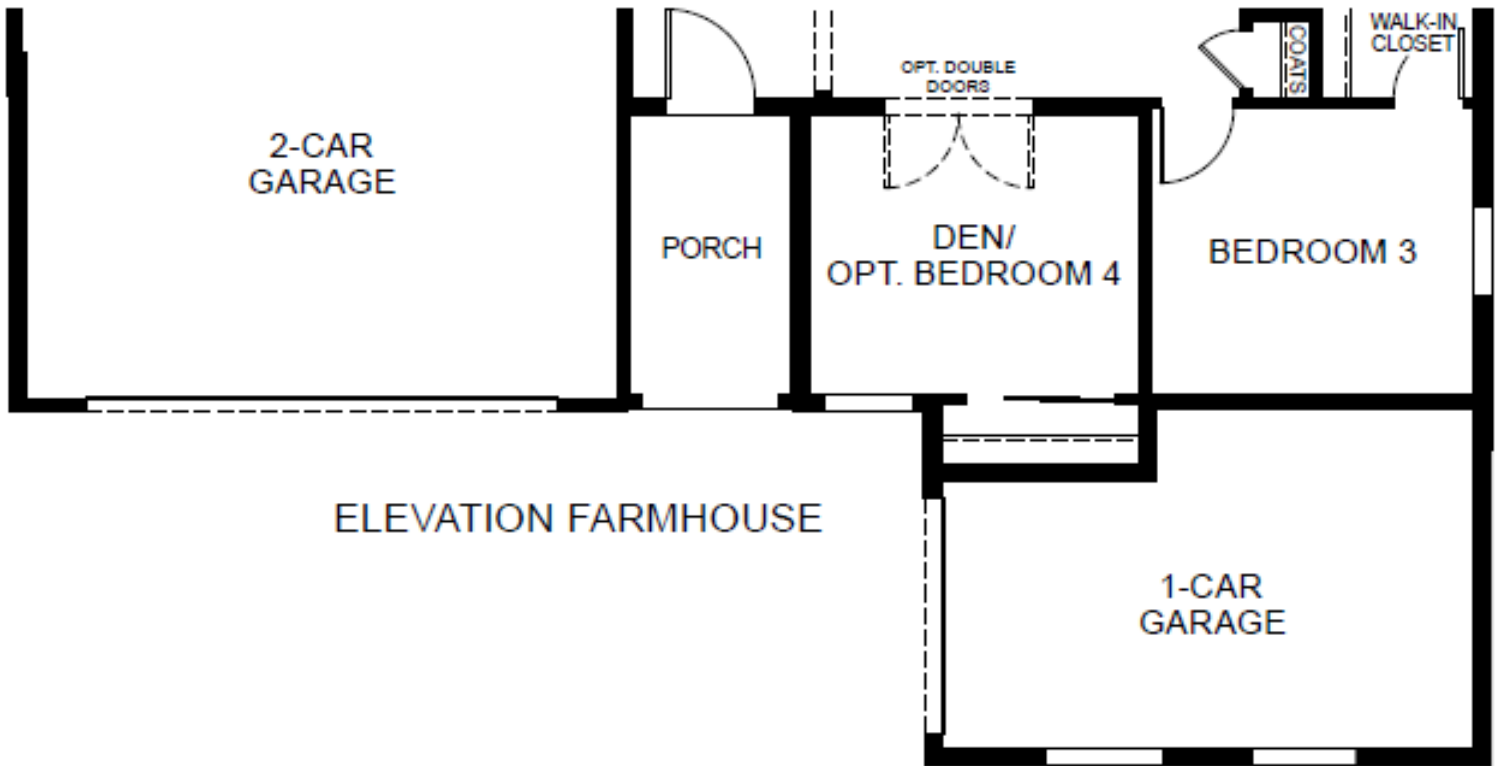 WALK-IN
CLOSET
COATS
OPT. DOUBLE
DOORS
2-CAR
GARAGE
PORCH
DEN/
OPT. BEDROOM 4
BEDROOM 3
ELEVATION FARMHOUSE
1-CAR
GARAGE